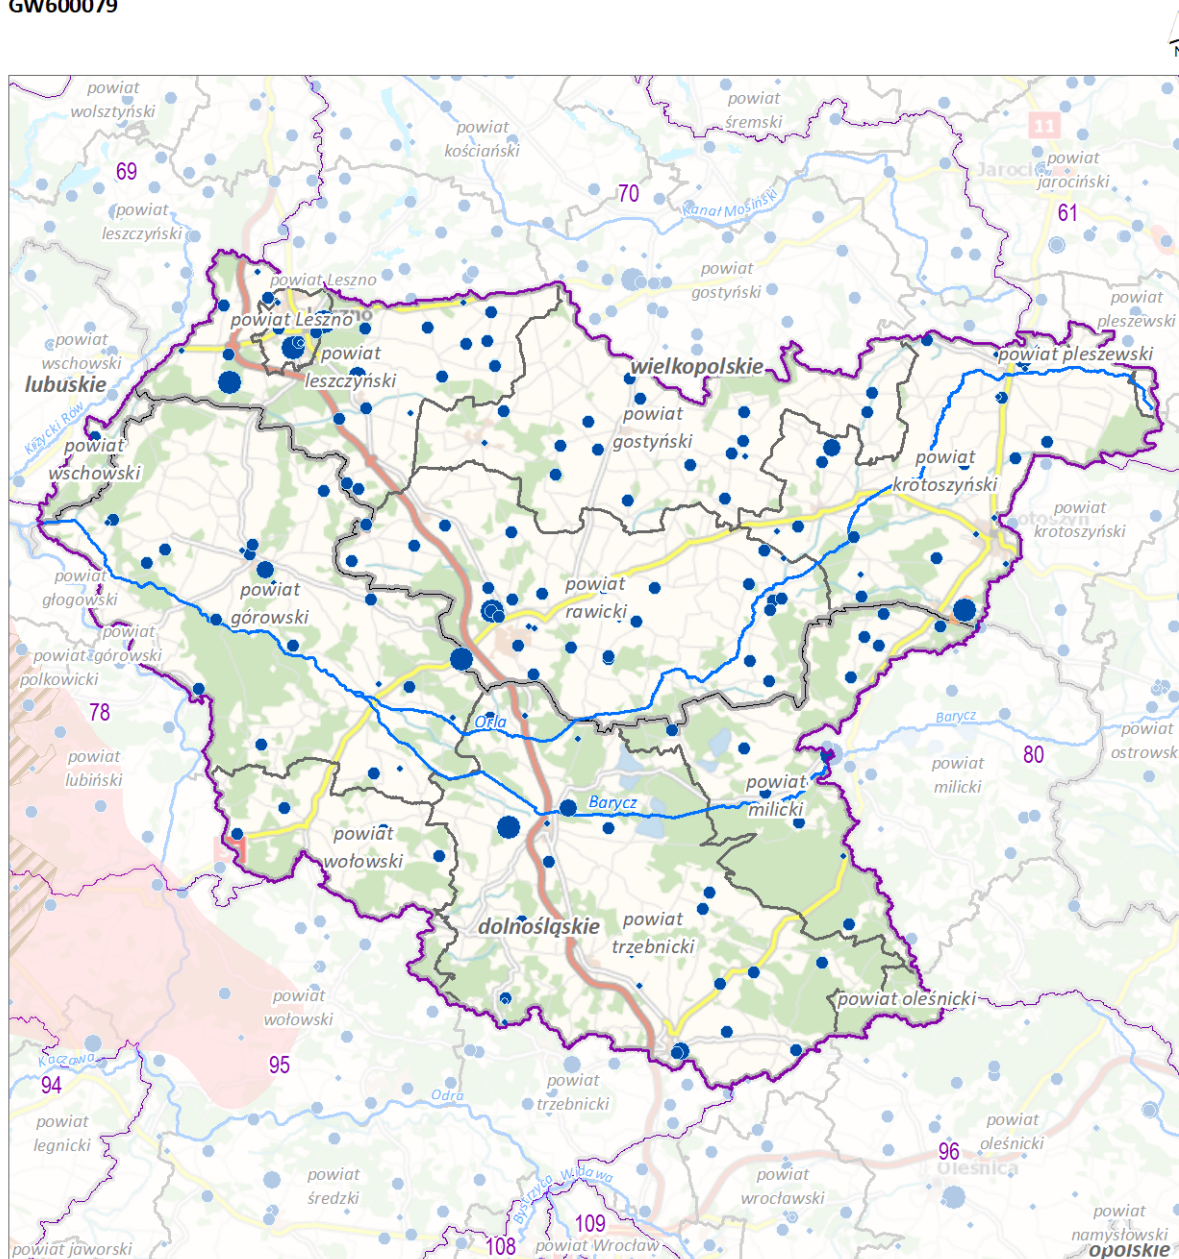 GW600079
N
powiat
wolsztyński
powiat
śremski
11
powiat
kościański
Jaroci
powiat
jarociński
69
70
61
powiat
leszczyński
Kanał Mosiński
powiat
gostyński
powiat Leszno
powiat
pleszewski
powiat Leszno
powiat
wschowski
powiat
leszczyński
powiat pleszewski
lubuskie
wielkopolskie
Krzycki Rów
powiat
gostyński
powiat
wschowski
powiat
krotoszyński
powiat
krotoszyński
powiat
głogowski
powiat
górowski
powiat
rawicki
powiat
polkowicki
powiat górowski
78
Orla
Barycz
powiat
ostrowsk
powiat
lubiński
80
powiat
milicki
powiat
milicki
Barycz
powiat
wołowski
dolnośląskie
powiat
trzebnicki
powiat oleśnicki
powiat
wołowski
Kaczawa
95
94
powiat
trzebnicki
Odra
powiat
legnicki
powiat
oleśnicki
96
Oleśnica
powiat
średzki
Bystrzyca
Widawa
powiat
wrocławski
109
108
powiat Wrocław
powiat
namysłowski
powiat jaworski
opolskie